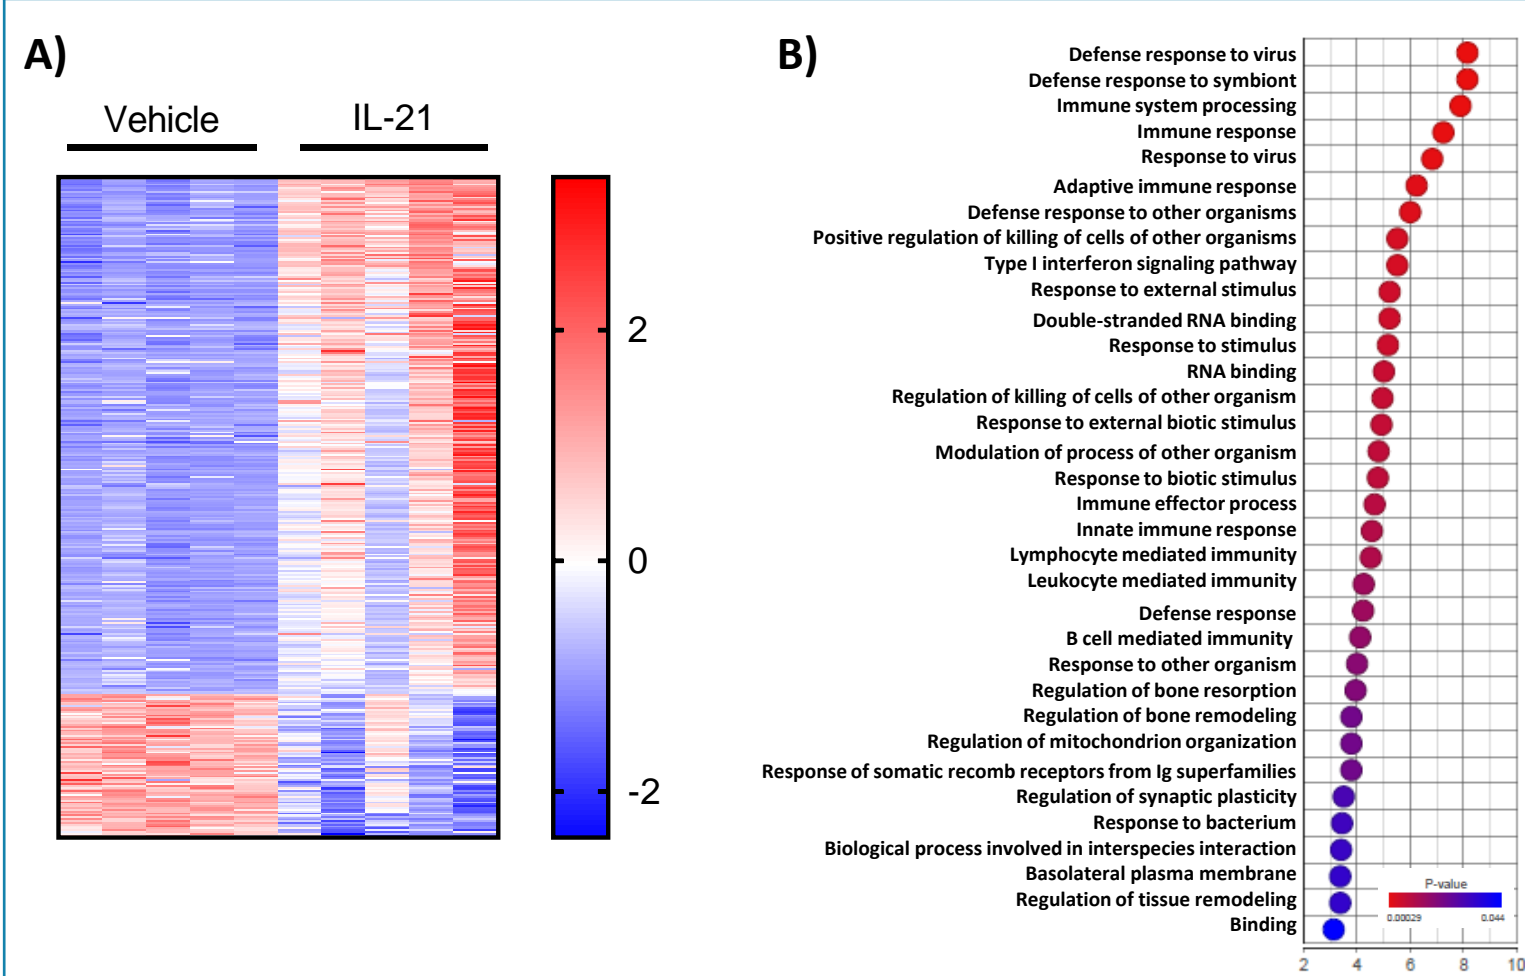 A)
Vehicle
IL-21
2
0
-2
B)
Defense response to virus
Defense response to symbiont
Immune system processing
Immune response
Response to virus
Adaptive immune response
Defense response to other organisms
Positive regulation of killing of cells of other organisms
Type I interferon signaling pathway
Response to external stimulus
Double-stranded RNA binding
Response to stimulus
RNA binding
Regulation of killing of cells of other organism
Response to external biotic stimulus
Modulation of process of other organism
Response to biotic stimulus
Immune effector process
Innate immune response
Lymphocyte mediated immunity
Leukocyte mediated immunity
Defense response
B cell mediated immunity
Response to other organism
Regulation of bone resorption
Regulation of bone remodeling
Regulation of mitochondrion organization
Response of somatic recomb receptors from Ig superfamilies
Regulation of synaptic plasticity
Response to bacterium
Biological process involved in interspecies interaction
Basolateral plasma membrane
Regulation of tissue remodeling
Binding
P-value
0.00029 0.044
2 4 6 8 10